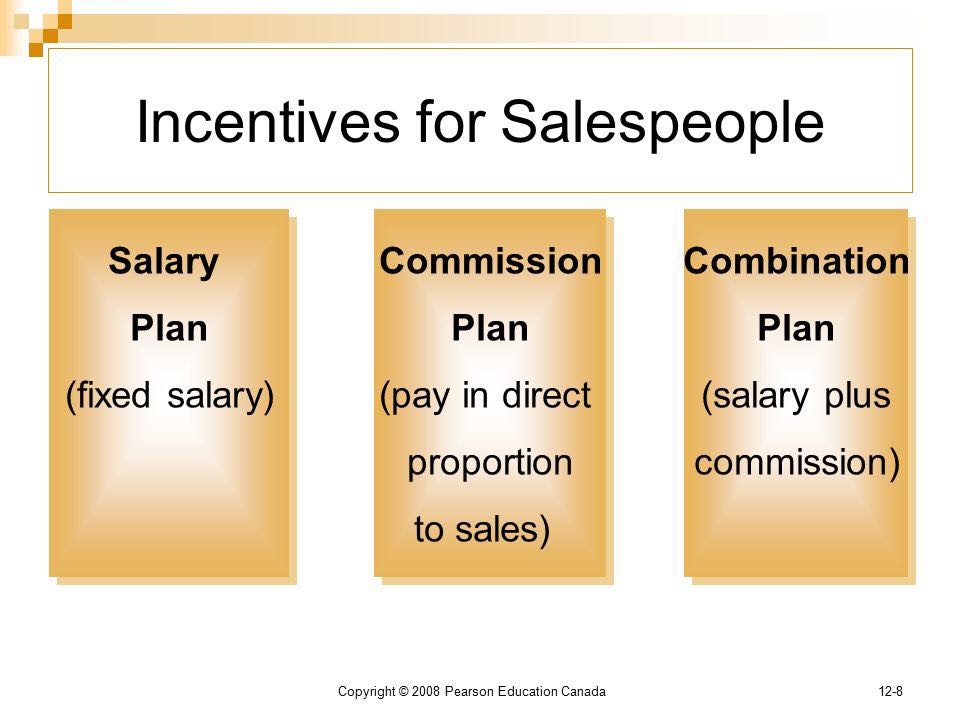 Incentives for Salespeople
Salary
Plan
(fixed salary)
Commission
Plan
(pay in direct
proportion
to sales)
Combination
Plan
(salary plus
commission)
Copyright © 2008 Pearson Education Canada
12-8